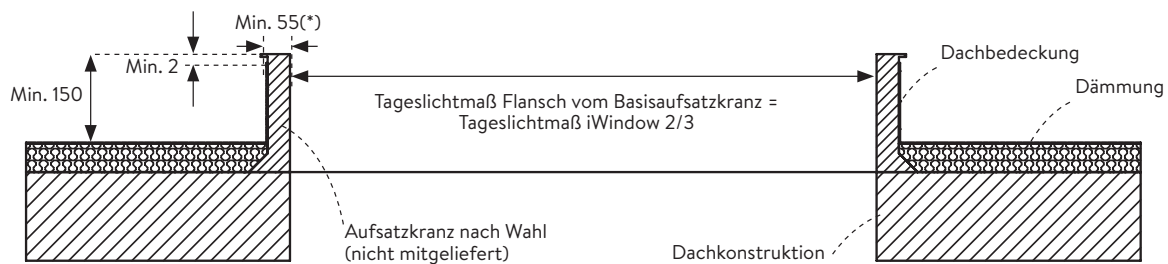 Min. 55(*)
Min. 2
Min. 150
Dachbedeckung
Dämmung
Tageslichtmaß Flansch vom Basisaufsatzkranz =
Tageslichtmaß iWindow 2/3
Aufsatzkranz nach Wahl
(nicht mitgeliefert)
Dachkonstruktion